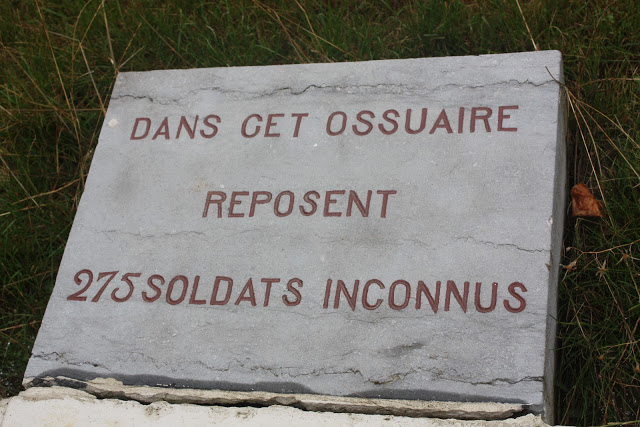 DANS CET OSSUAIRE
REPOSENT
275 SOLDATS INCONNUS